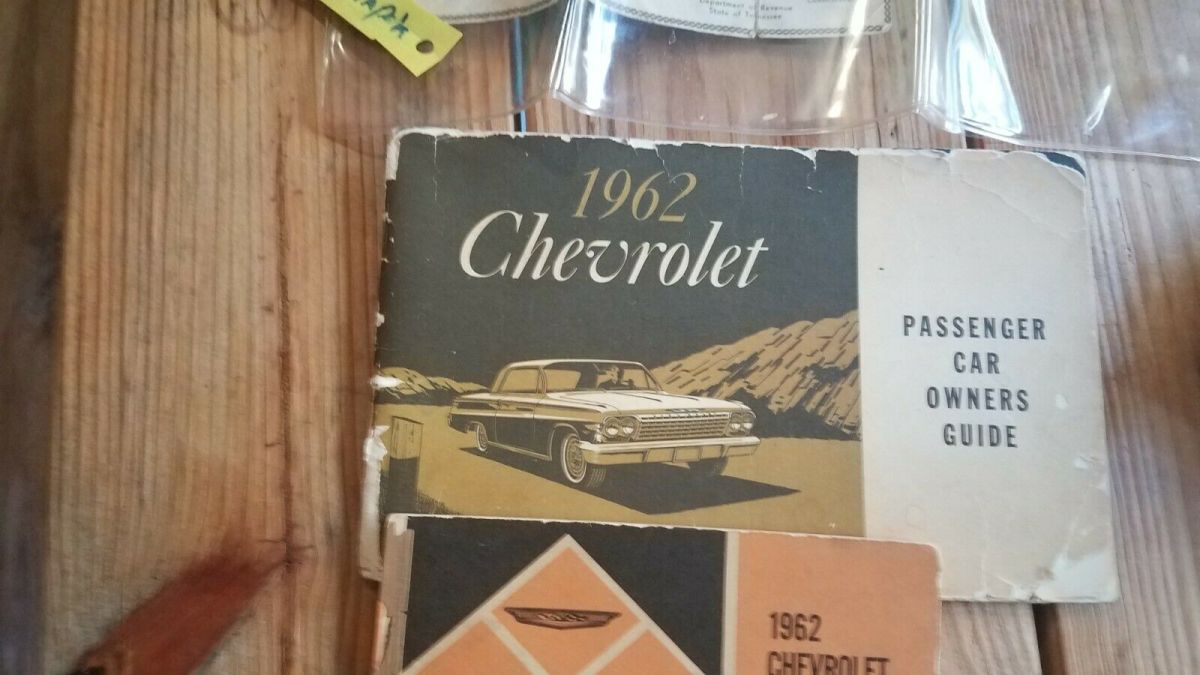 Department of Revenue
State of Tennessee
1962
Chevrolet
PASSENGER
CAR
OWNERS
GUIDE
1962
CHEVROLET